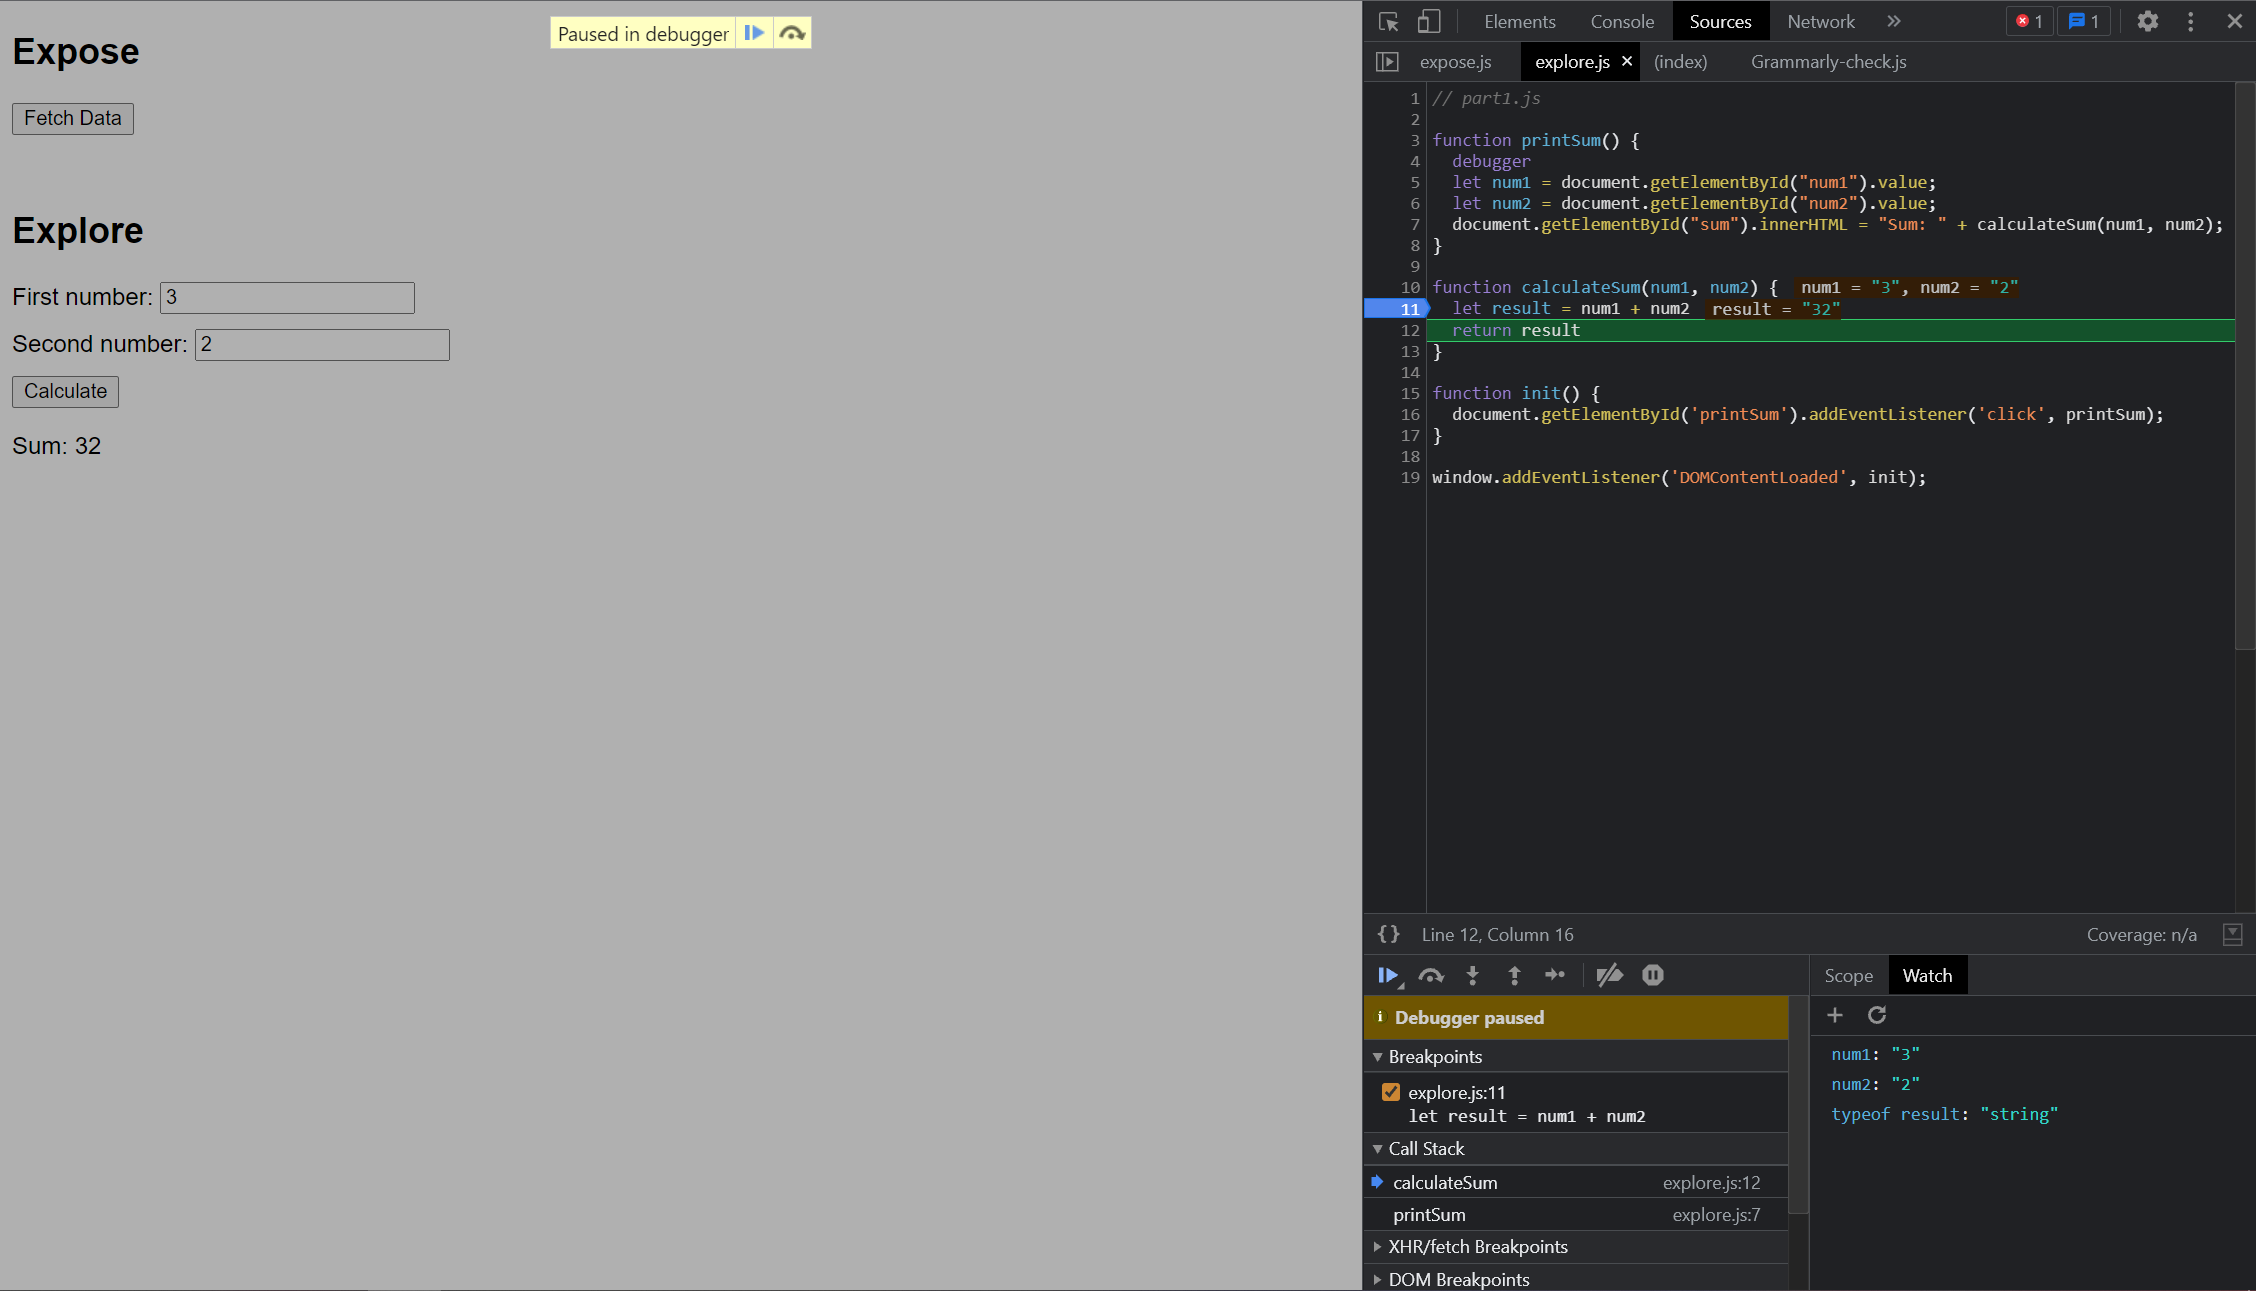 Expose
Paused in debugger
Fetch Data
Explore
First number: 3
Second number: 2
Calculate
Sum: 32
Elements Console Sources Network » 1 1
expose.js explore.js × (index) Grammarly-check.js
1 // part1.js
2
3 function printSum() {
4 debugger
5 let num1 = document.getElementById("num1").value;
6 let num2 = document.getElementById("num2").value;
7 document.getElementById("sum").innerHTML = "Sum: " + calculateSum(num1, num2);
8 }
9
10 function calculateSum(num1, num2) { num1 = "3", num2 = "2"
11 let result = num1 + num2 result = "32"
12 return result
13 }
14
15 function init() {
16 document.getElementById('printSum').addEventListener('click', printSum);
17 }
18
19 window.addEventListener('DOMContentLoaded', init);
{} Line 12, Column 16 Coverage: n/a
Scope Watch
Debugger paused
Breakpoints
explore.js:11
let result = num1 + num2
Call Stack
calculateSum explore.js:12
printSum explore.js:7
XHR/fetch Breakpoints
DOM Breakpoints
num1: "3"
num2: "2"
typeof result: "string"